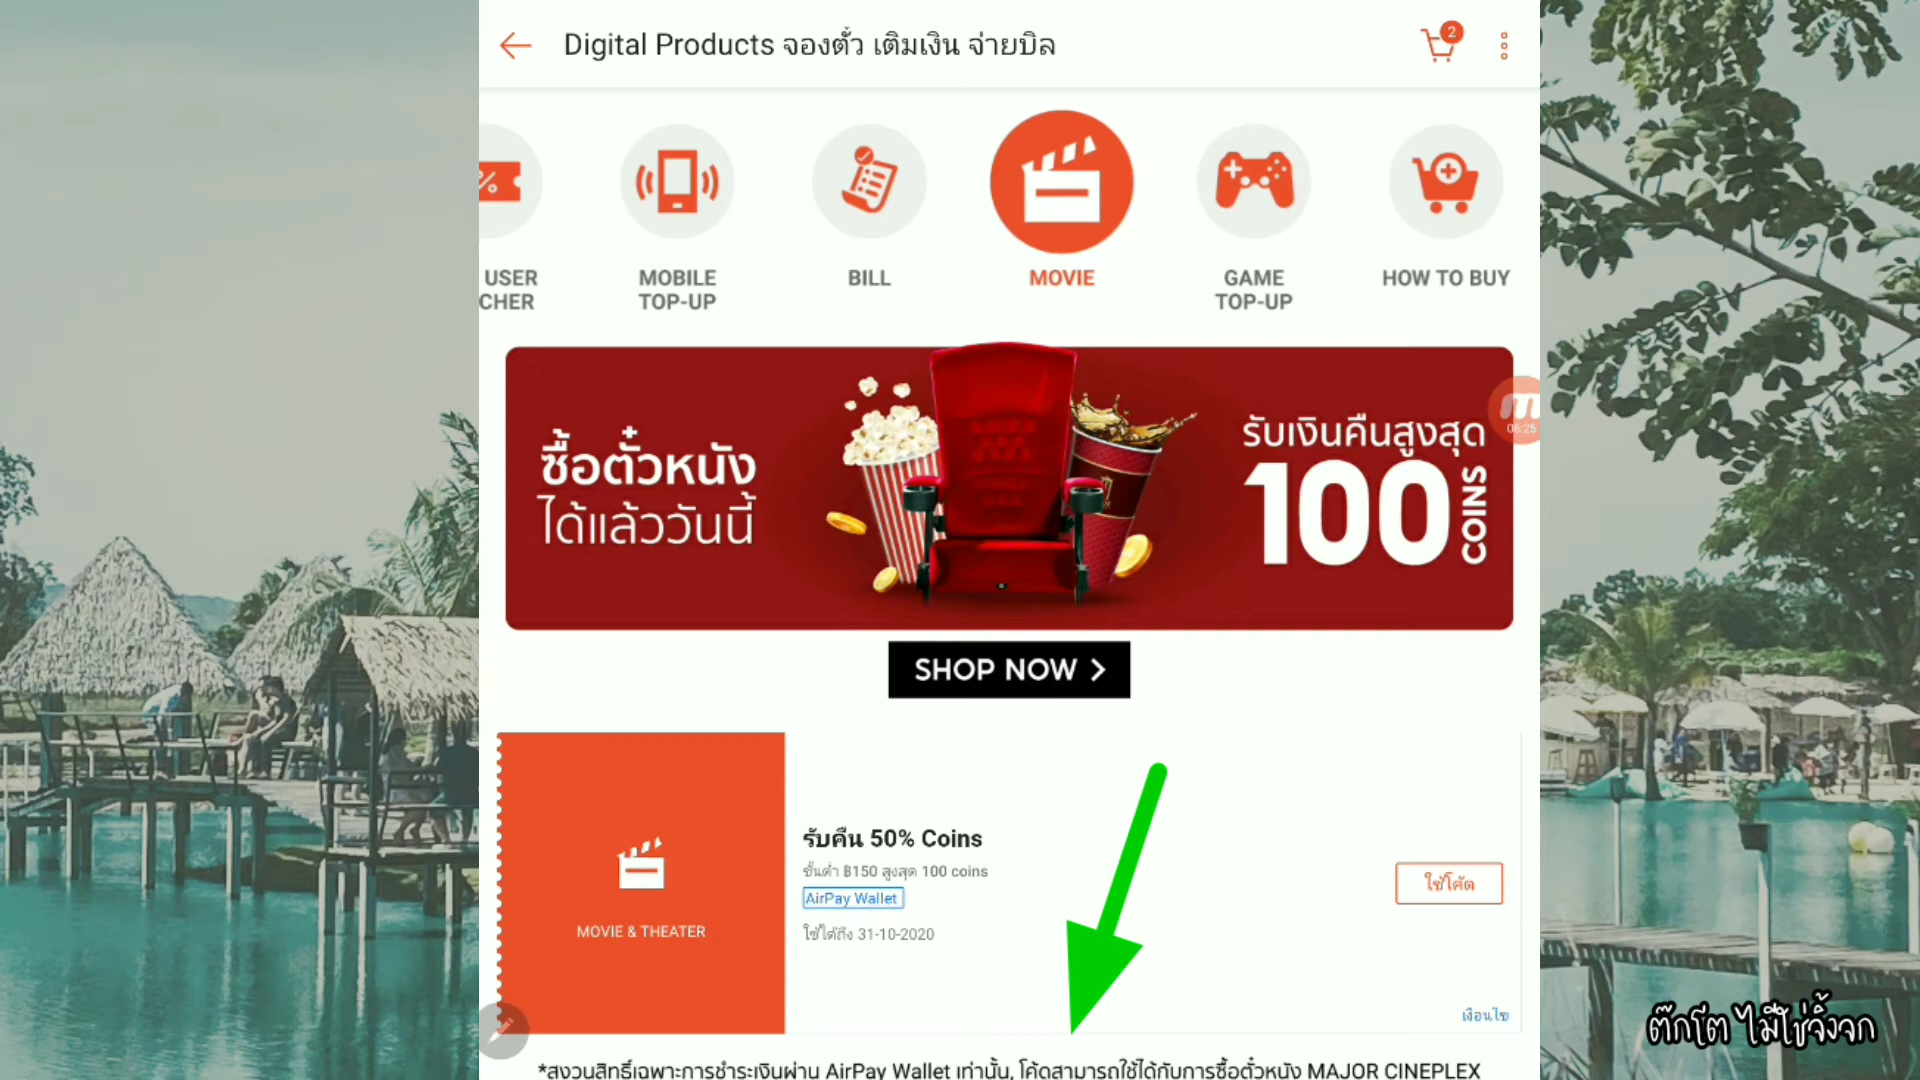 Digital Products จองตั๋ว เติมเงิน จ่ายบิล
2
%
USER
CHER
MOBILE
TOP-UP
BILL
MOVIE
GAME
TOP-UP
HOW TO BUY
ซื้อตั๋วหนัง
ได้แล้ววันนี้
รับเงินคืนสูงสุด
100 COINS
06:25
SHOP NOW >
MOVIE & THEATER
รับคืน 50% Coins
ขั้นต่ำ ฿150 สูงสุด 100 coins
AirPay Wallet
ใช้ได้ถึง 31-10-2020
ใช้โค้ด
เงื่อนไข
*สงวนสิทธิ์เฉพาะการชำระเงินผ่าน AirPay Wallet เท่านั้น, โค้ดสามารถใช้ได้กับการซื้อตั๋วหนัง MAJOR CINEPLEX
ต๊กโต ไม่ใช่จิ้งจก